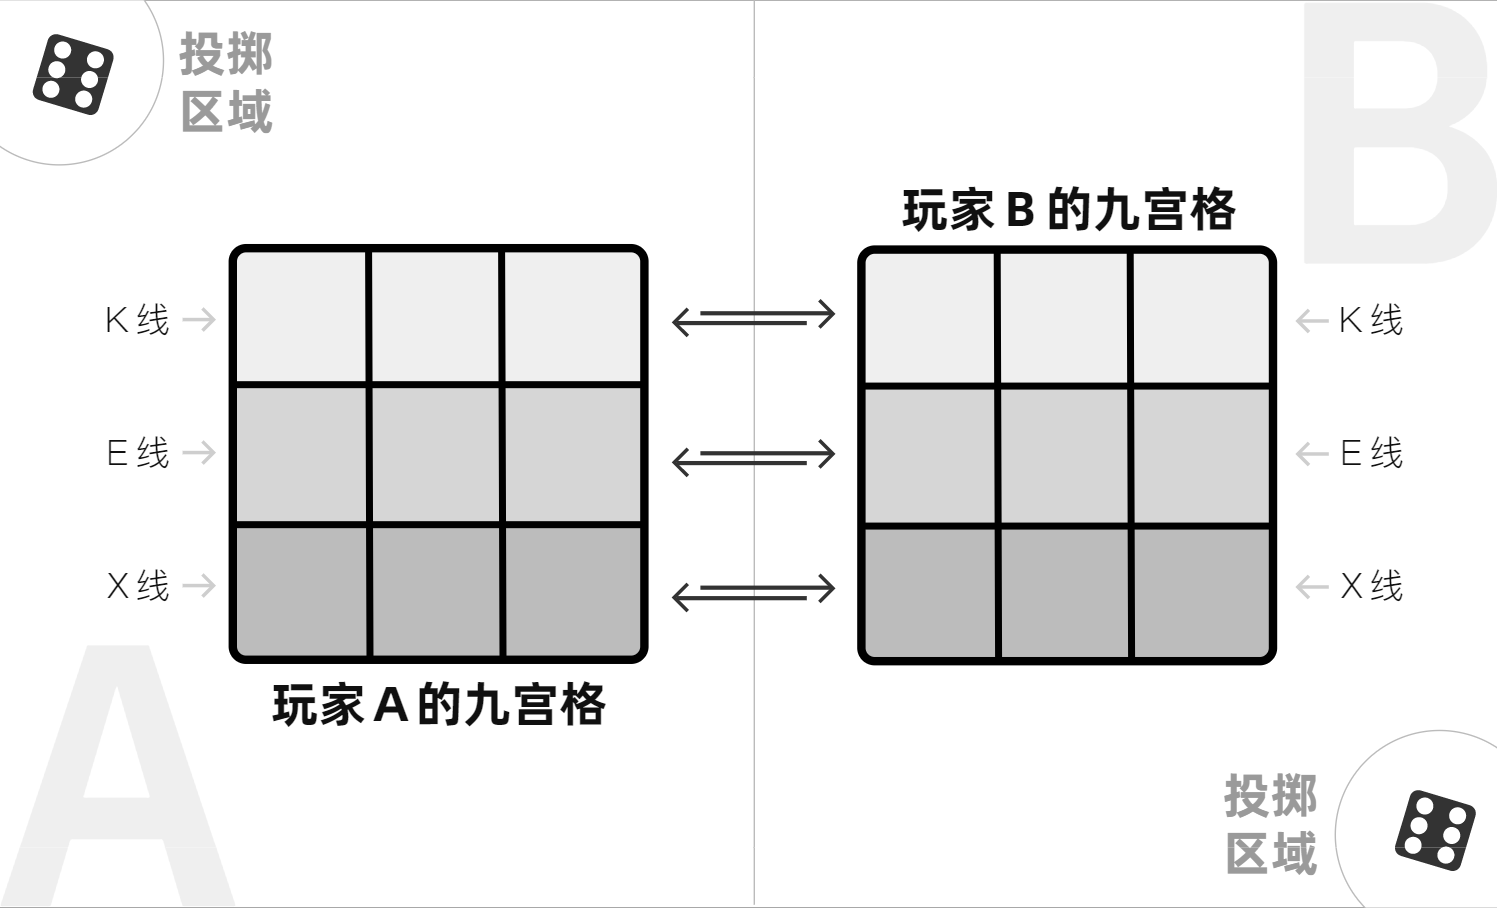 投掷
区域
B
玩家 B 的九宫格
K 线
K 线
E 线
E 线
X 线
X 线
玩家 A 的九宫格
A
投掷
区域